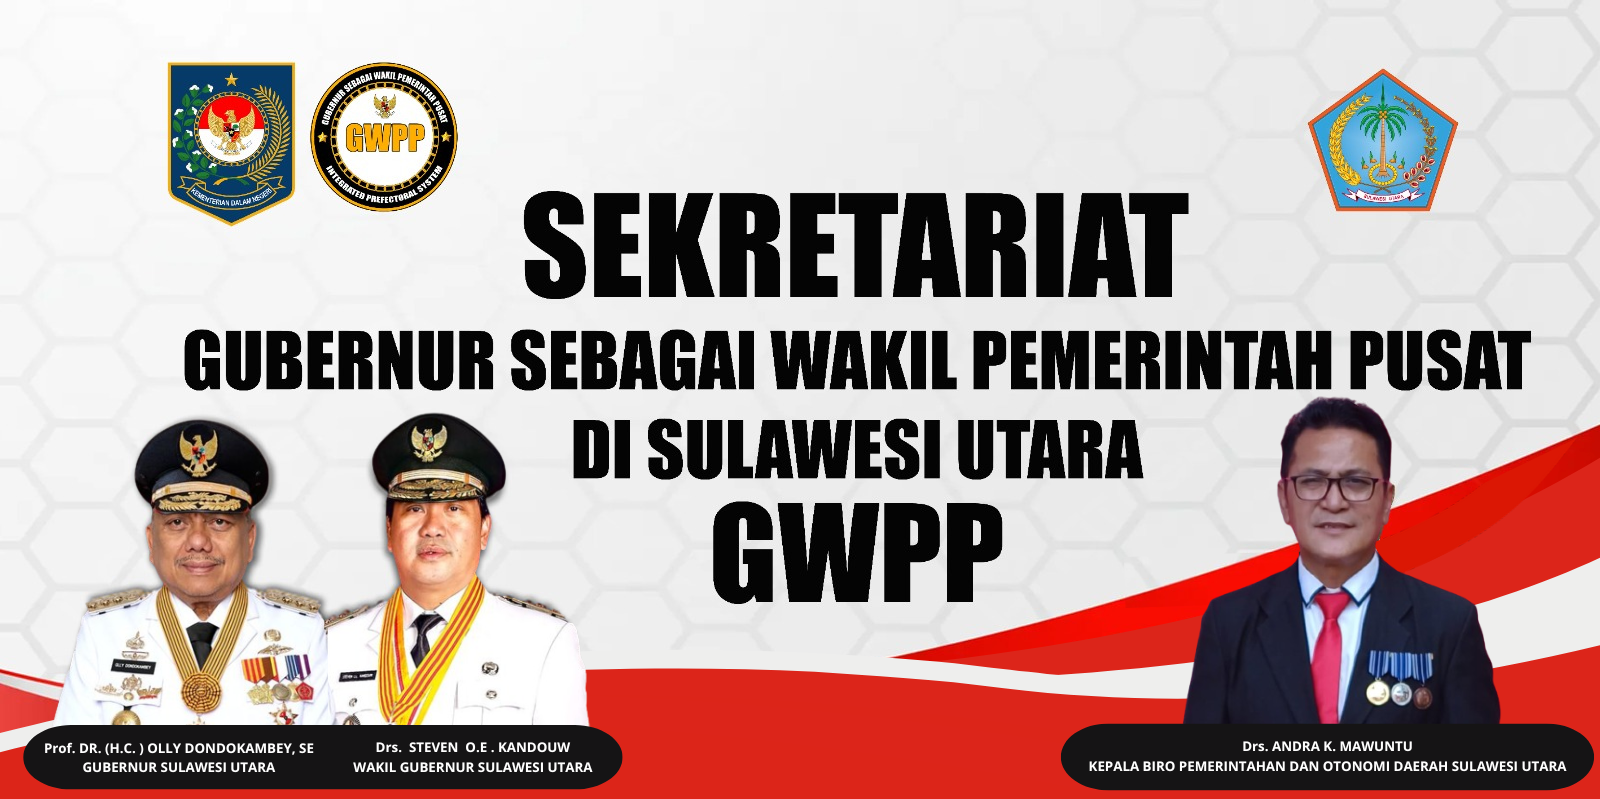 KEMENTERIAN DALAM NEGERI
GUBERNUR SEBAGAI WAKIL PEMERINTAH PUSAT
GWPP
INTEGRATED PREFECTORAL SYSTEM
SULAWESI UTARA
SEKRETARIAT
GUBERNUR SEBAGAI WAKIL PEMERINTAH PUSAT
DI SULAWESI UTARA
GWPP
OLLY DONDOKAMBEY
Prof. DR. (H.C. ) OLLY DONDOKAMBEY, SE
GUBERNUR SULAWESI UTARA
Drs. STEVEN O.E . KANDOUW
WAKIL GUBERNUR SULAWESI UTARA
Drs. ANDRA K. MAWUNTU
KEPALA BIRO PEMERINTAHAN DAN OTONOMI DAERAH SULAWESI UTARA